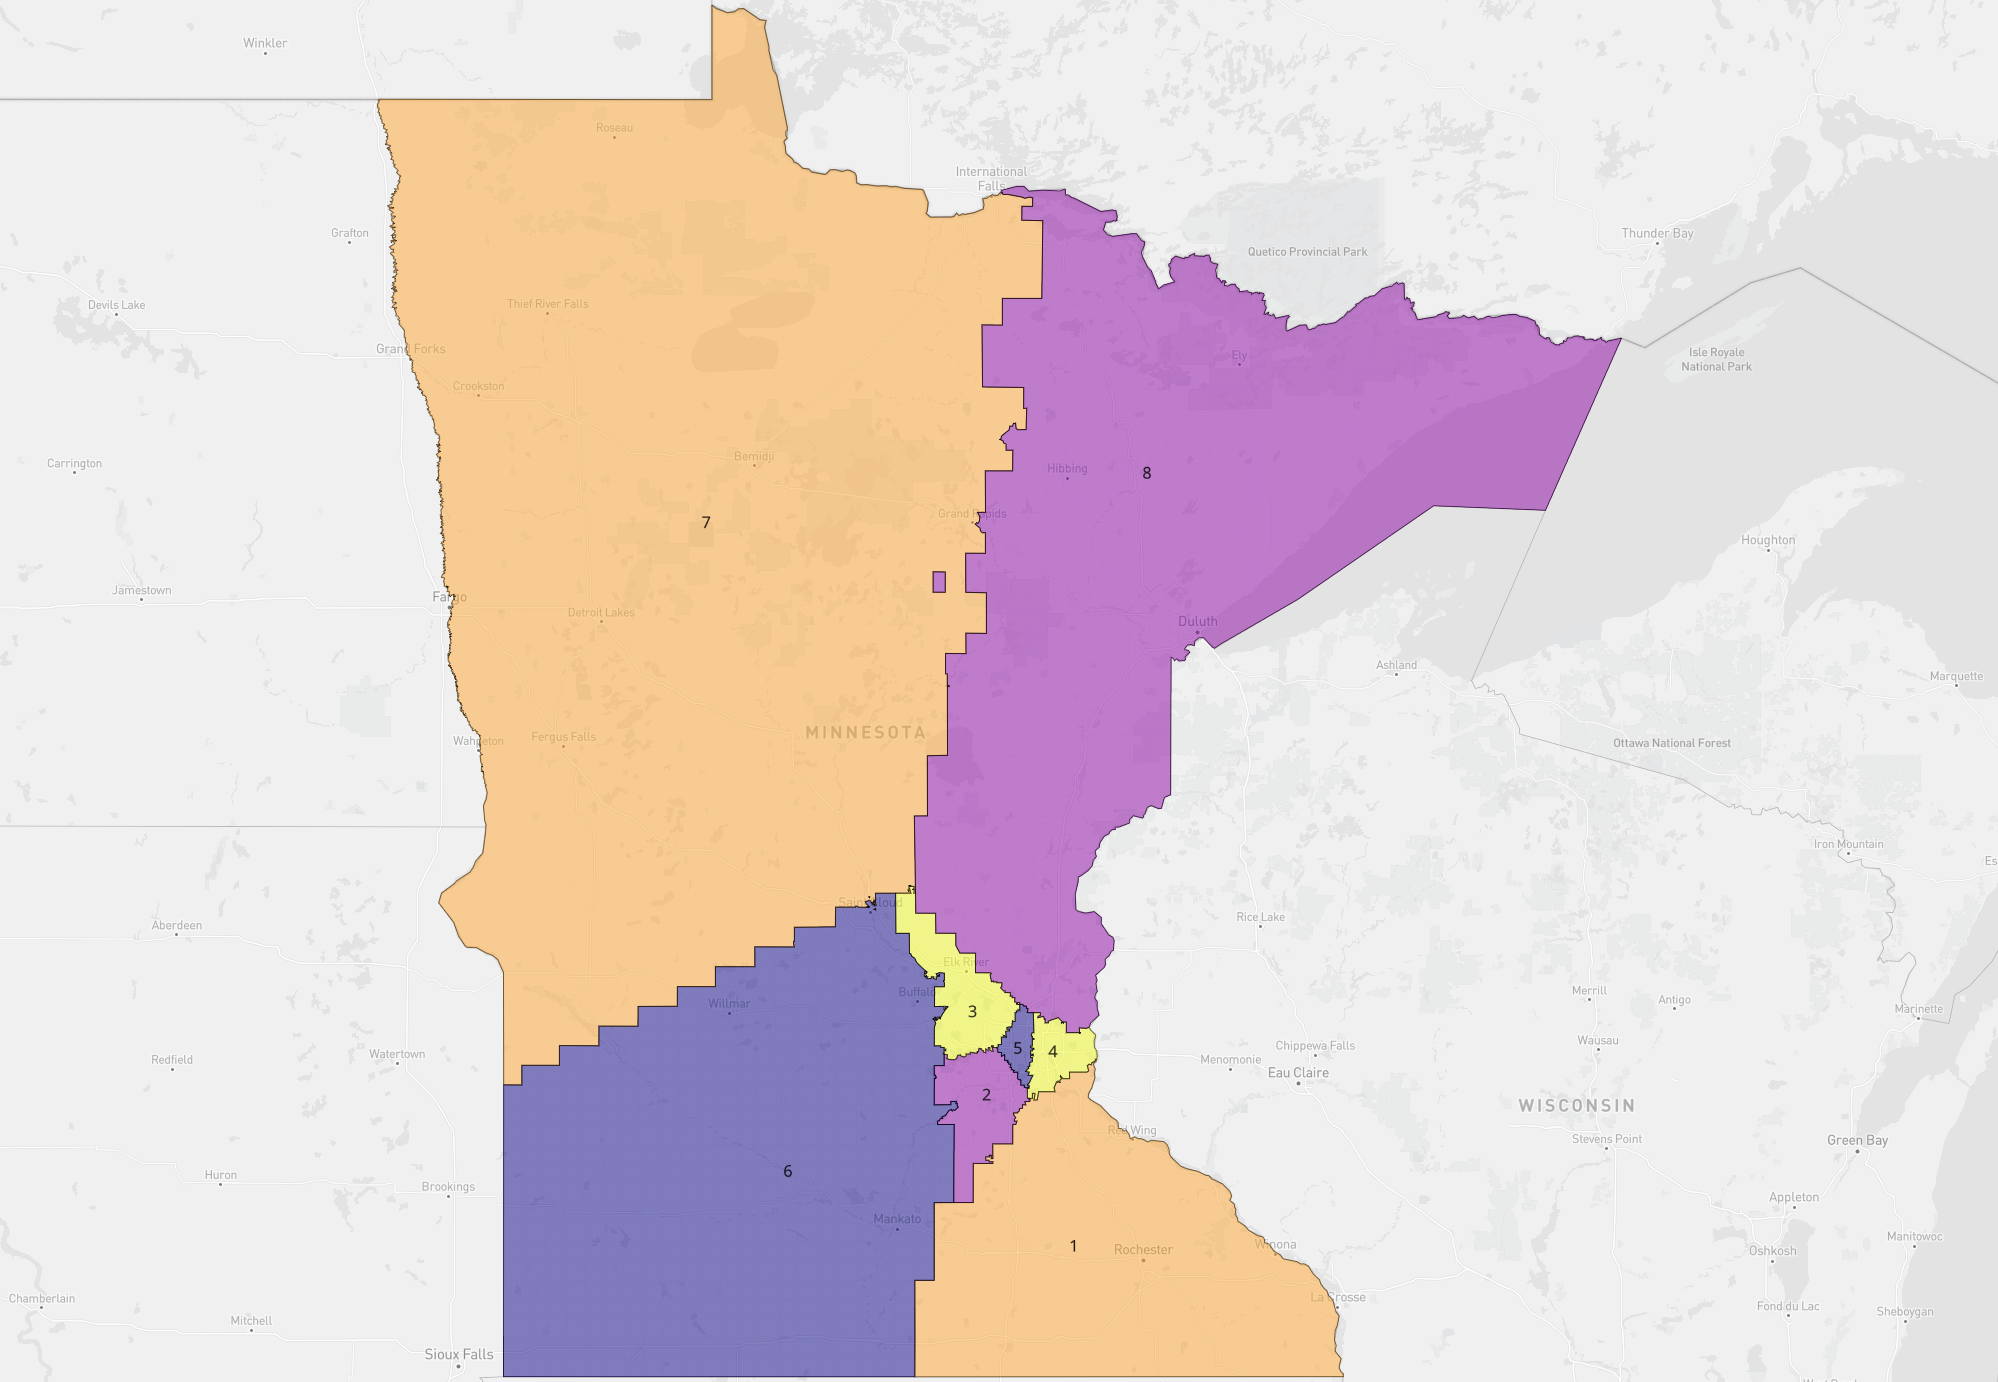 Winkler
Roseau
International
Falls
Grafton
Thunder Bay
Quetico Provincial Park
Devils Lake
Thief River Falls
Grand Forks
Isle Royale
National Park
Ely
Crookston
Carrington
Bemidji
Hibbing
8
Grand Rapids
7
Houghton
Jamestown
Fargo
Detroit Lakes
Duluth
Ashland
Marquette
MINNESOTA
Wahpeton
Fergus Falls
Ottawa National Forest
Iron Mountain
Es
Saint Cloud
Rice Lake
Aberdeen
Elk River
Buffalo
Willmar
Merrill
Antigo
Marinette
3
5
4
Redfield
Watertown
Menomonie
Chippewa Falls
Wausau
Eau Claire
2
WISCONSIN
Red Wing
Stevens Point
Green Bay
6
Huron
Brookings
Appleton
Mankato
1
Rochester
Winona
Oshkosh
Manitowoc
Chamberlain
La Crosse
Fond du Lac
Sheboygan
Mitchell
Sioux Falls